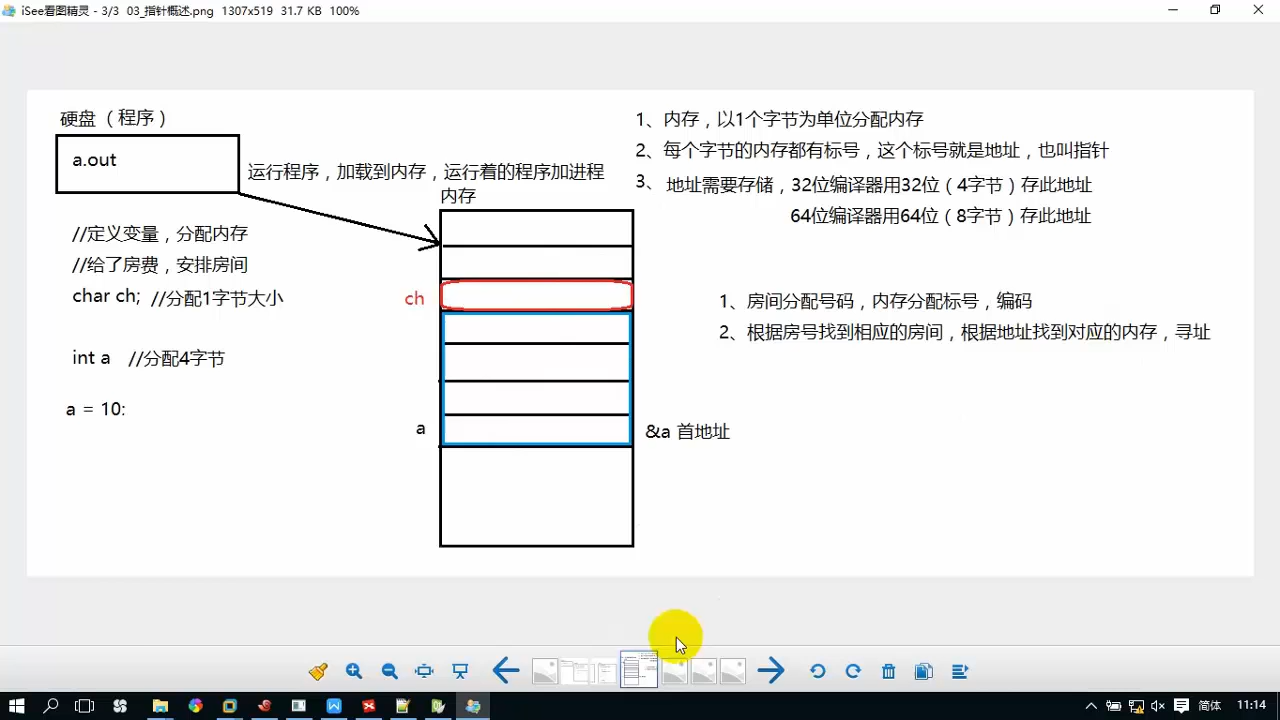 iSee看图精灵 - 3/3 03_指针概述.png 1307x519 31.7 KB 100%
硬盘（程序）
a.out
运行程序，加载到内存，运行着的程序加进程
内存
//定义变量，分配内存
//给了房费，安排房间
char ch; //分配1字节大小
ch
int a //分配4字节
a = 10:
a
&a 首地址
1、内存，以1个字节为单位分配内存
2、每个字节的内存都有标号，这个标号就是地址，也叫指针
3、 地址需要存储，32位编译器用32位（4字节）存此地址
64位编译器用64位（8字节）存此地址
1、房间分配号码，内存分配标号，编码
2、根据房号找到相应的房间，根据地址找到对应的内存，寻址
简体 11:14